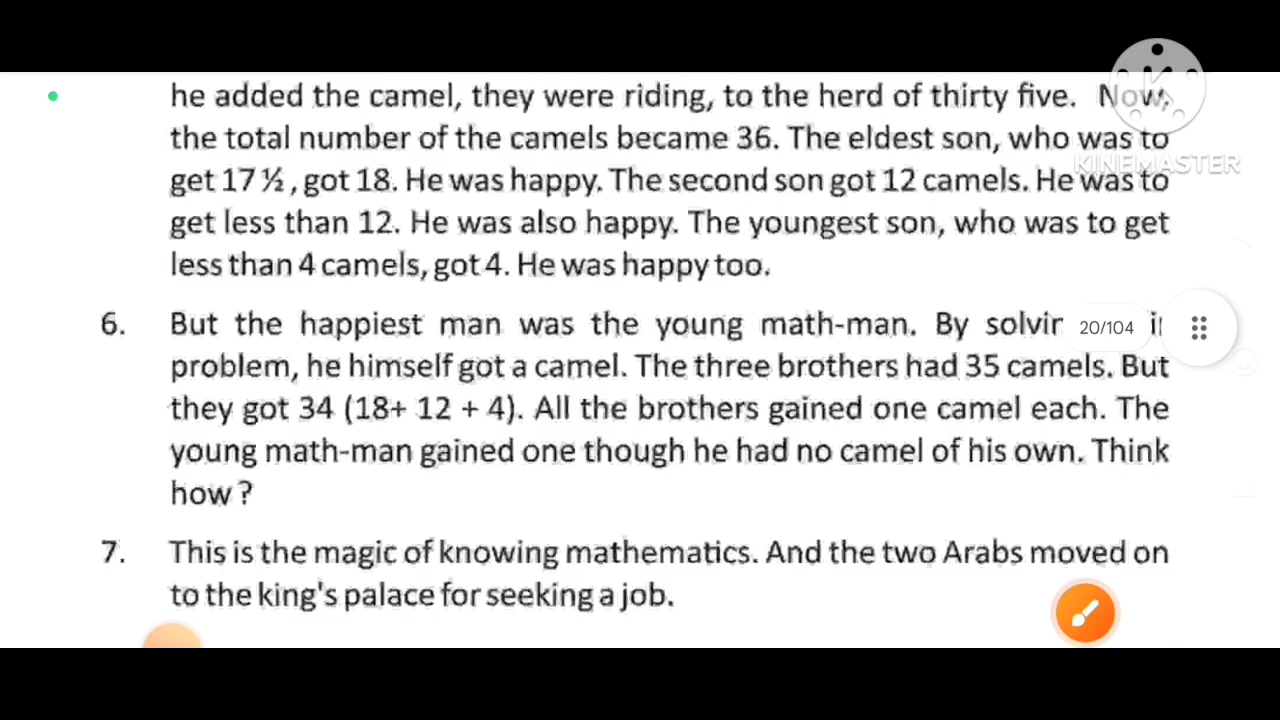 he added the camel, they were riding, to the herd of thirty five. Now,
the total number of the camels became 36. The eldest son, who was to
KINEMASTER
get 17 ½, got 18. He was happy. The second son got 12 camels. He was to
get less than 12. He was also happy. The youngest son, who was to get
less than 4 camels, got 4. He was happy too.
6. But the happiest man was the young math-man. By solvir
20/104
problem, he himself got a camel. The three brothers had 35 camels. But
they got 34 (18+ 12 + 4). All the brothers gained one camel each. The
young math-man gained one though he had no camel of his own. Think
how ?
7. This is the magic of knowing mathematics. And the two Arabs moved on
to the king's palace for seeking a job.